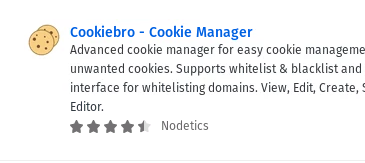 Cookiebro - Cookie Manager
Advanced cookie manager for easy cookie manageme
unwanted cookies. Supports whitelist & blacklist and
interface for whitelisting domains. View, Edit, Create, S
Editor.
Nodetics